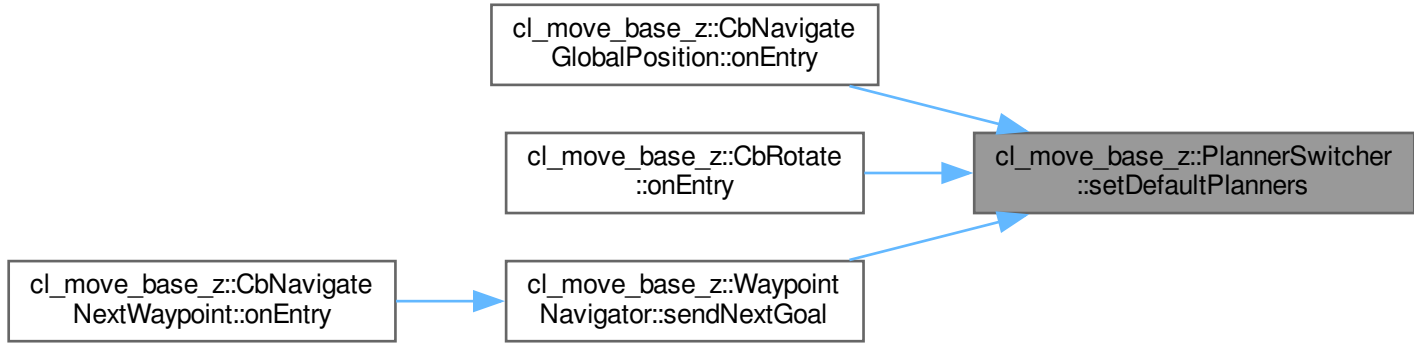 cl_move_base_z::CbNavigate
GlobalPosition::onEntry
cl_move_base_z::CbRotate
::onEntry
cl_move_base_z::PlannerSwitcher
::setDefaultPlanners
cl_move_base_z::CbNavigate
NextWaypoint::onEntry
cl_move_base_z::Waypoint
Navigator::sendNextGoal